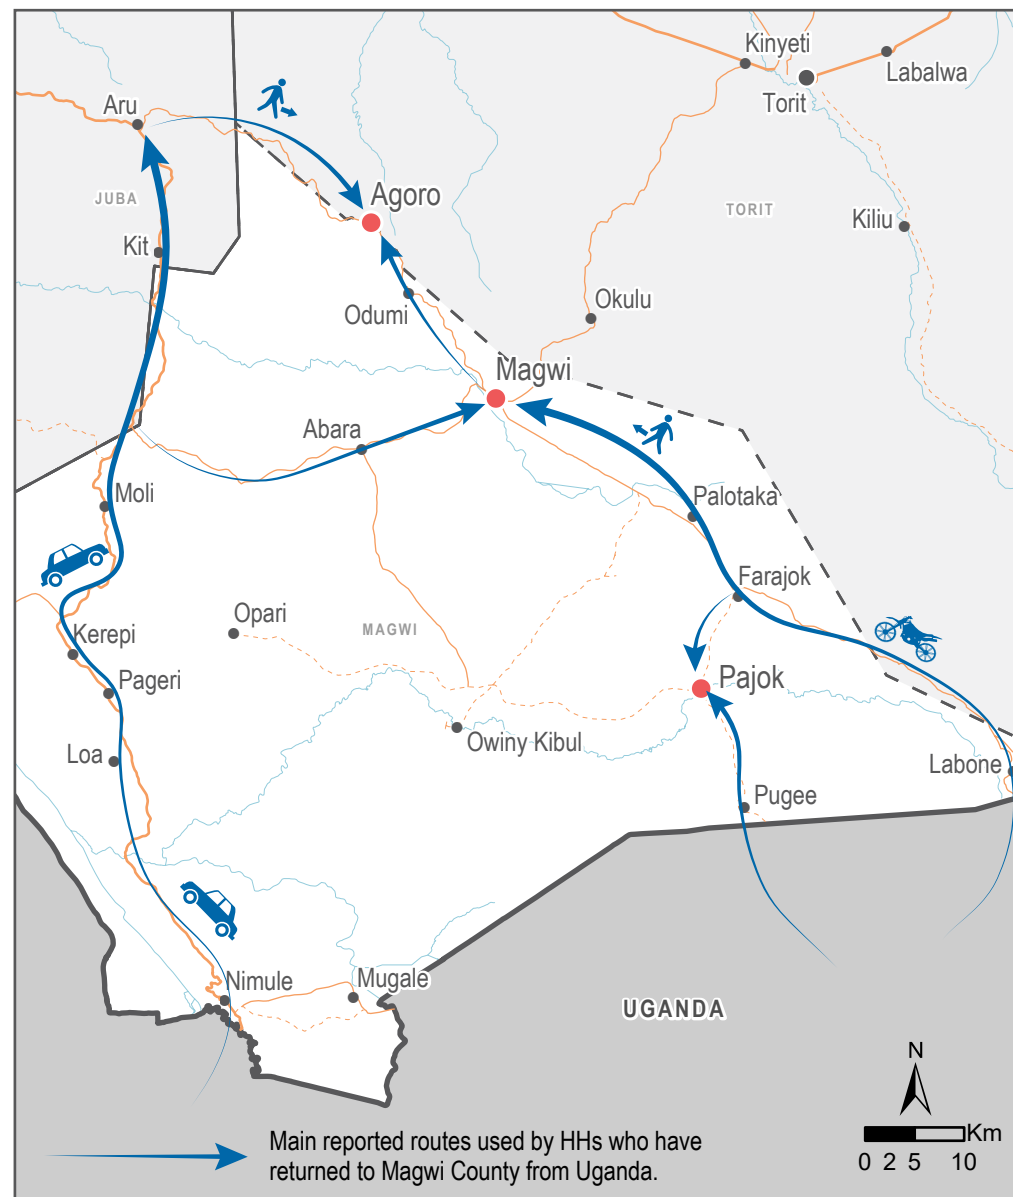 Kinyeti
Labalwa
Torit
Aru
JUBA
Agoro
TORIT
Kiliu
Kit
Odumi
Okulu
Magwi
Abara
Moli
Palotaka
Farajok
Opari
MAGWI
Kerepi
Pageri
Pajok
Owiny Kibul
Loa
Labone
Pugee
Nimule
Mugale
UGANDA
N
Km
0 2 5 10
Main reported routes used by HHs who have
returned to Magwi County from Uganda.